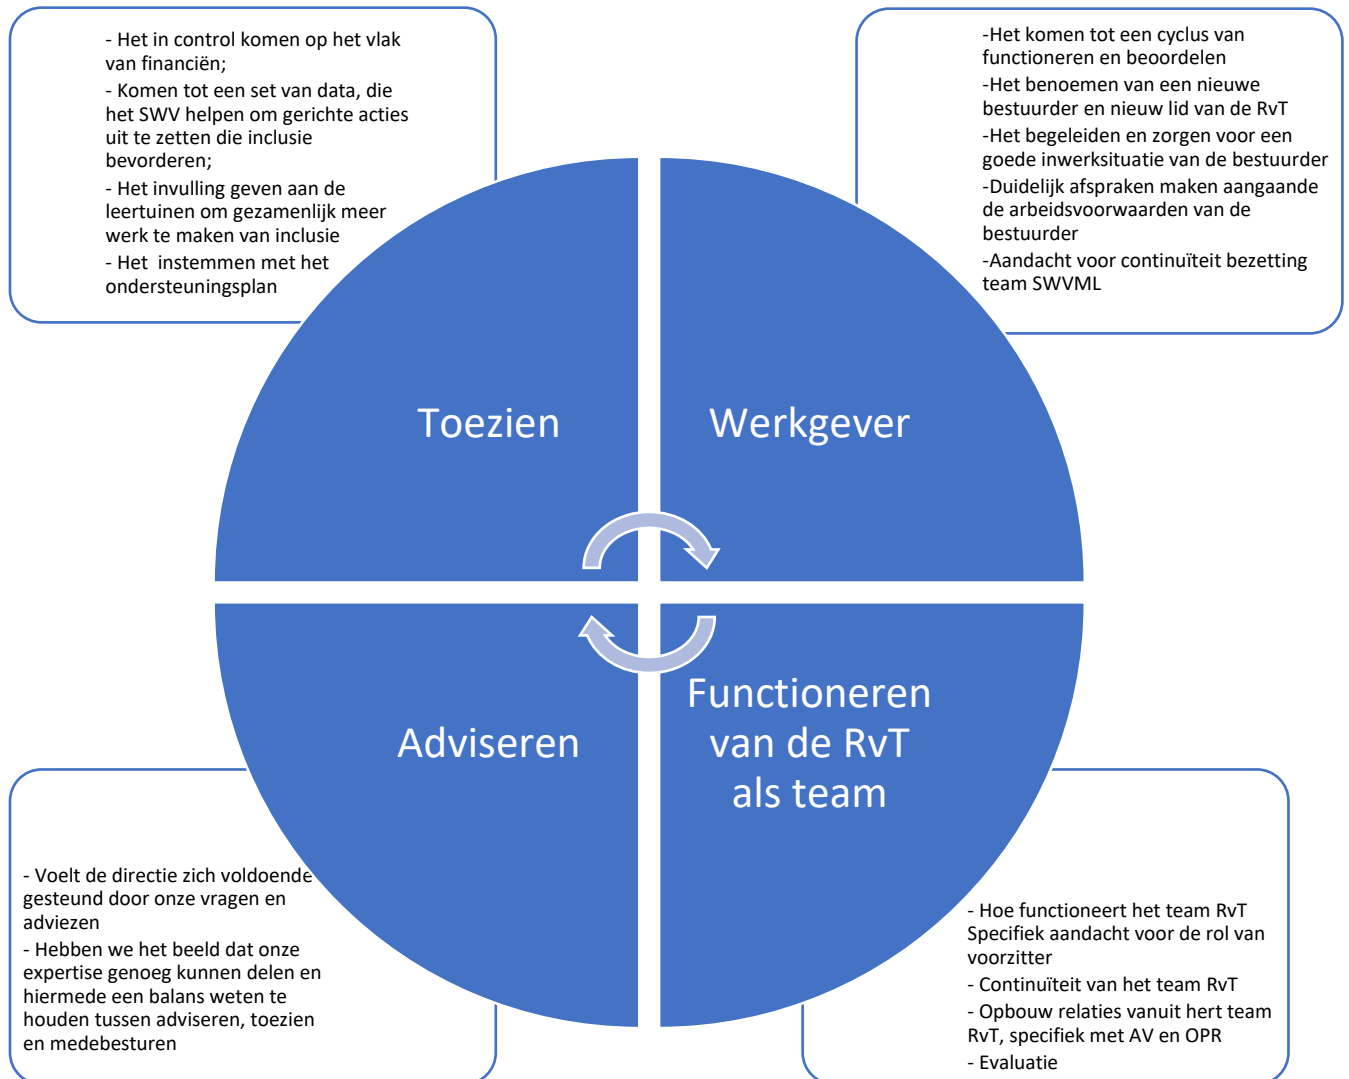 - Het in control komen op het vlak
van financiën;
- Komen tot een set van data, die
het SWV helpen om gerichte acties
uit te zetten die inclusie
bevorderen;
- Het invulling geven aan de
leertuinen om gezamenlijk meer
werk te maken van inclusie
- Het  instemmen met het
ondersteuningsplan
-Het komen tot een cyclus van
functioneren en beoordelen
-Het benoemen van een nieuwe
bestuurder en nieuw lid van de RvT
-Het begeleiden en zorgen voor een
goede inwerksituatie van de bestuurder
-Duidelijk afspraken maken aangaande
de arbeidsvoorwaarden van de
bestuurder
-Aandacht voor continuïteit bezetting
team SWVML
Toezien
Werkgever
Adviseren
Functioneren
van de RvT
als team
- Voelt de directie zich voldoende
gesteund door onze vragen en
adviezen
- Hebben we het beeld dat onze
expertise genoeg kunnen delen en
hiermede een balans weten te
houden tussen adviseren, toezien
en medebesturen
- Hoe functioneert het team RvT
Specifiek aandacht voor de rol van
voorzitter
- Continuïteit van het team RvT
- Opbouw relaties vanuit hert team
RvT, specifiek met AV en OPR
- Evaluatie